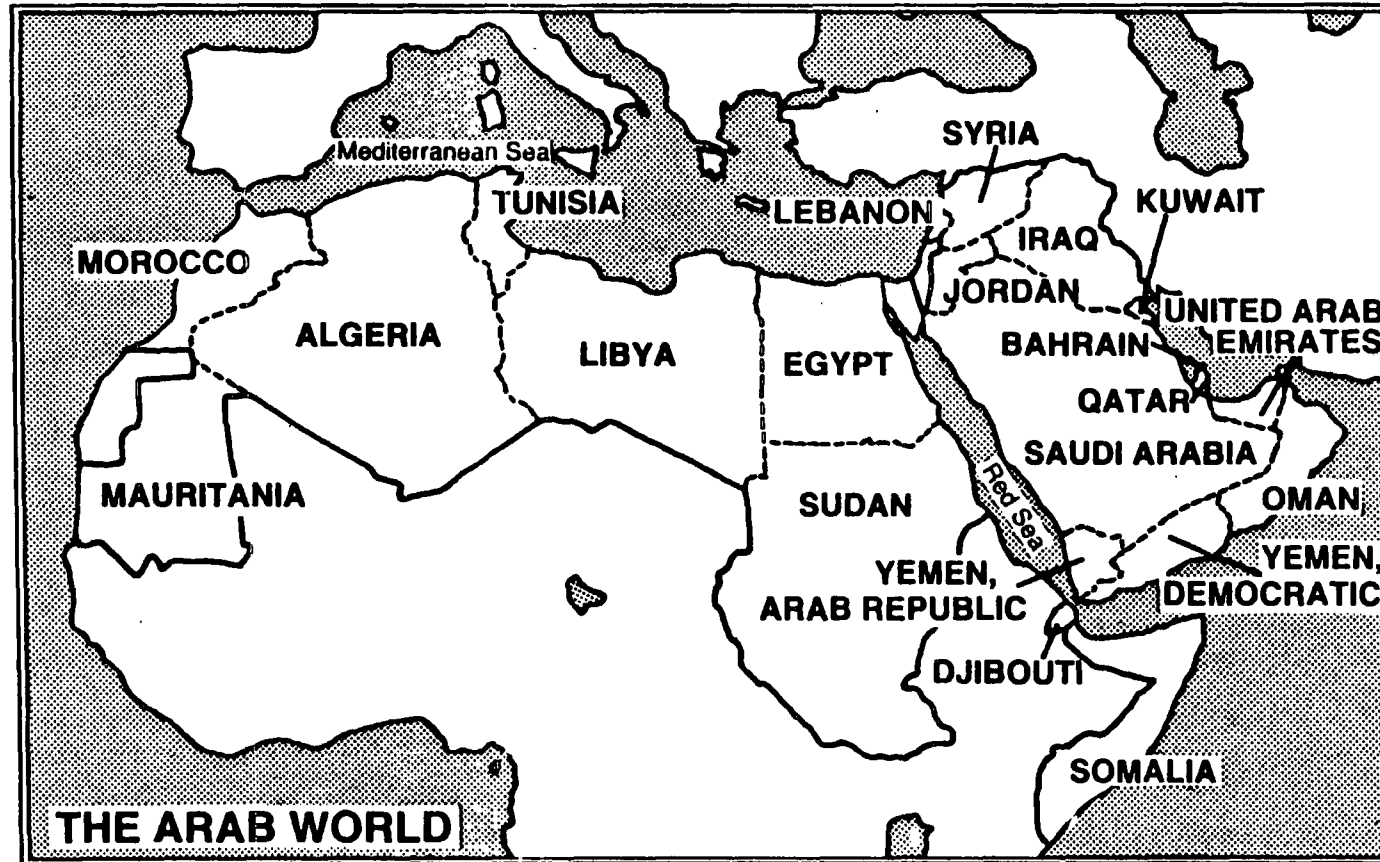 SYRIA
Mediterranean Sea
TUNISIA
LEBANON
KUWAIT
MOROCCO
IRAQ
JORDAN
UNITED ARAB
EMIRATES
ALGERIA
LIBYA
EGYPT
BAHRAIN
QATAR
SAUDI ARABIA
MAURITANIA
SUDAN
Red Sea
OMAN
YEMEN,
ARAB REPUBLIC
YEMEN,
DEMOCRATIC
DJIBOUTI
SOMALIA
THE ARAB WORLD